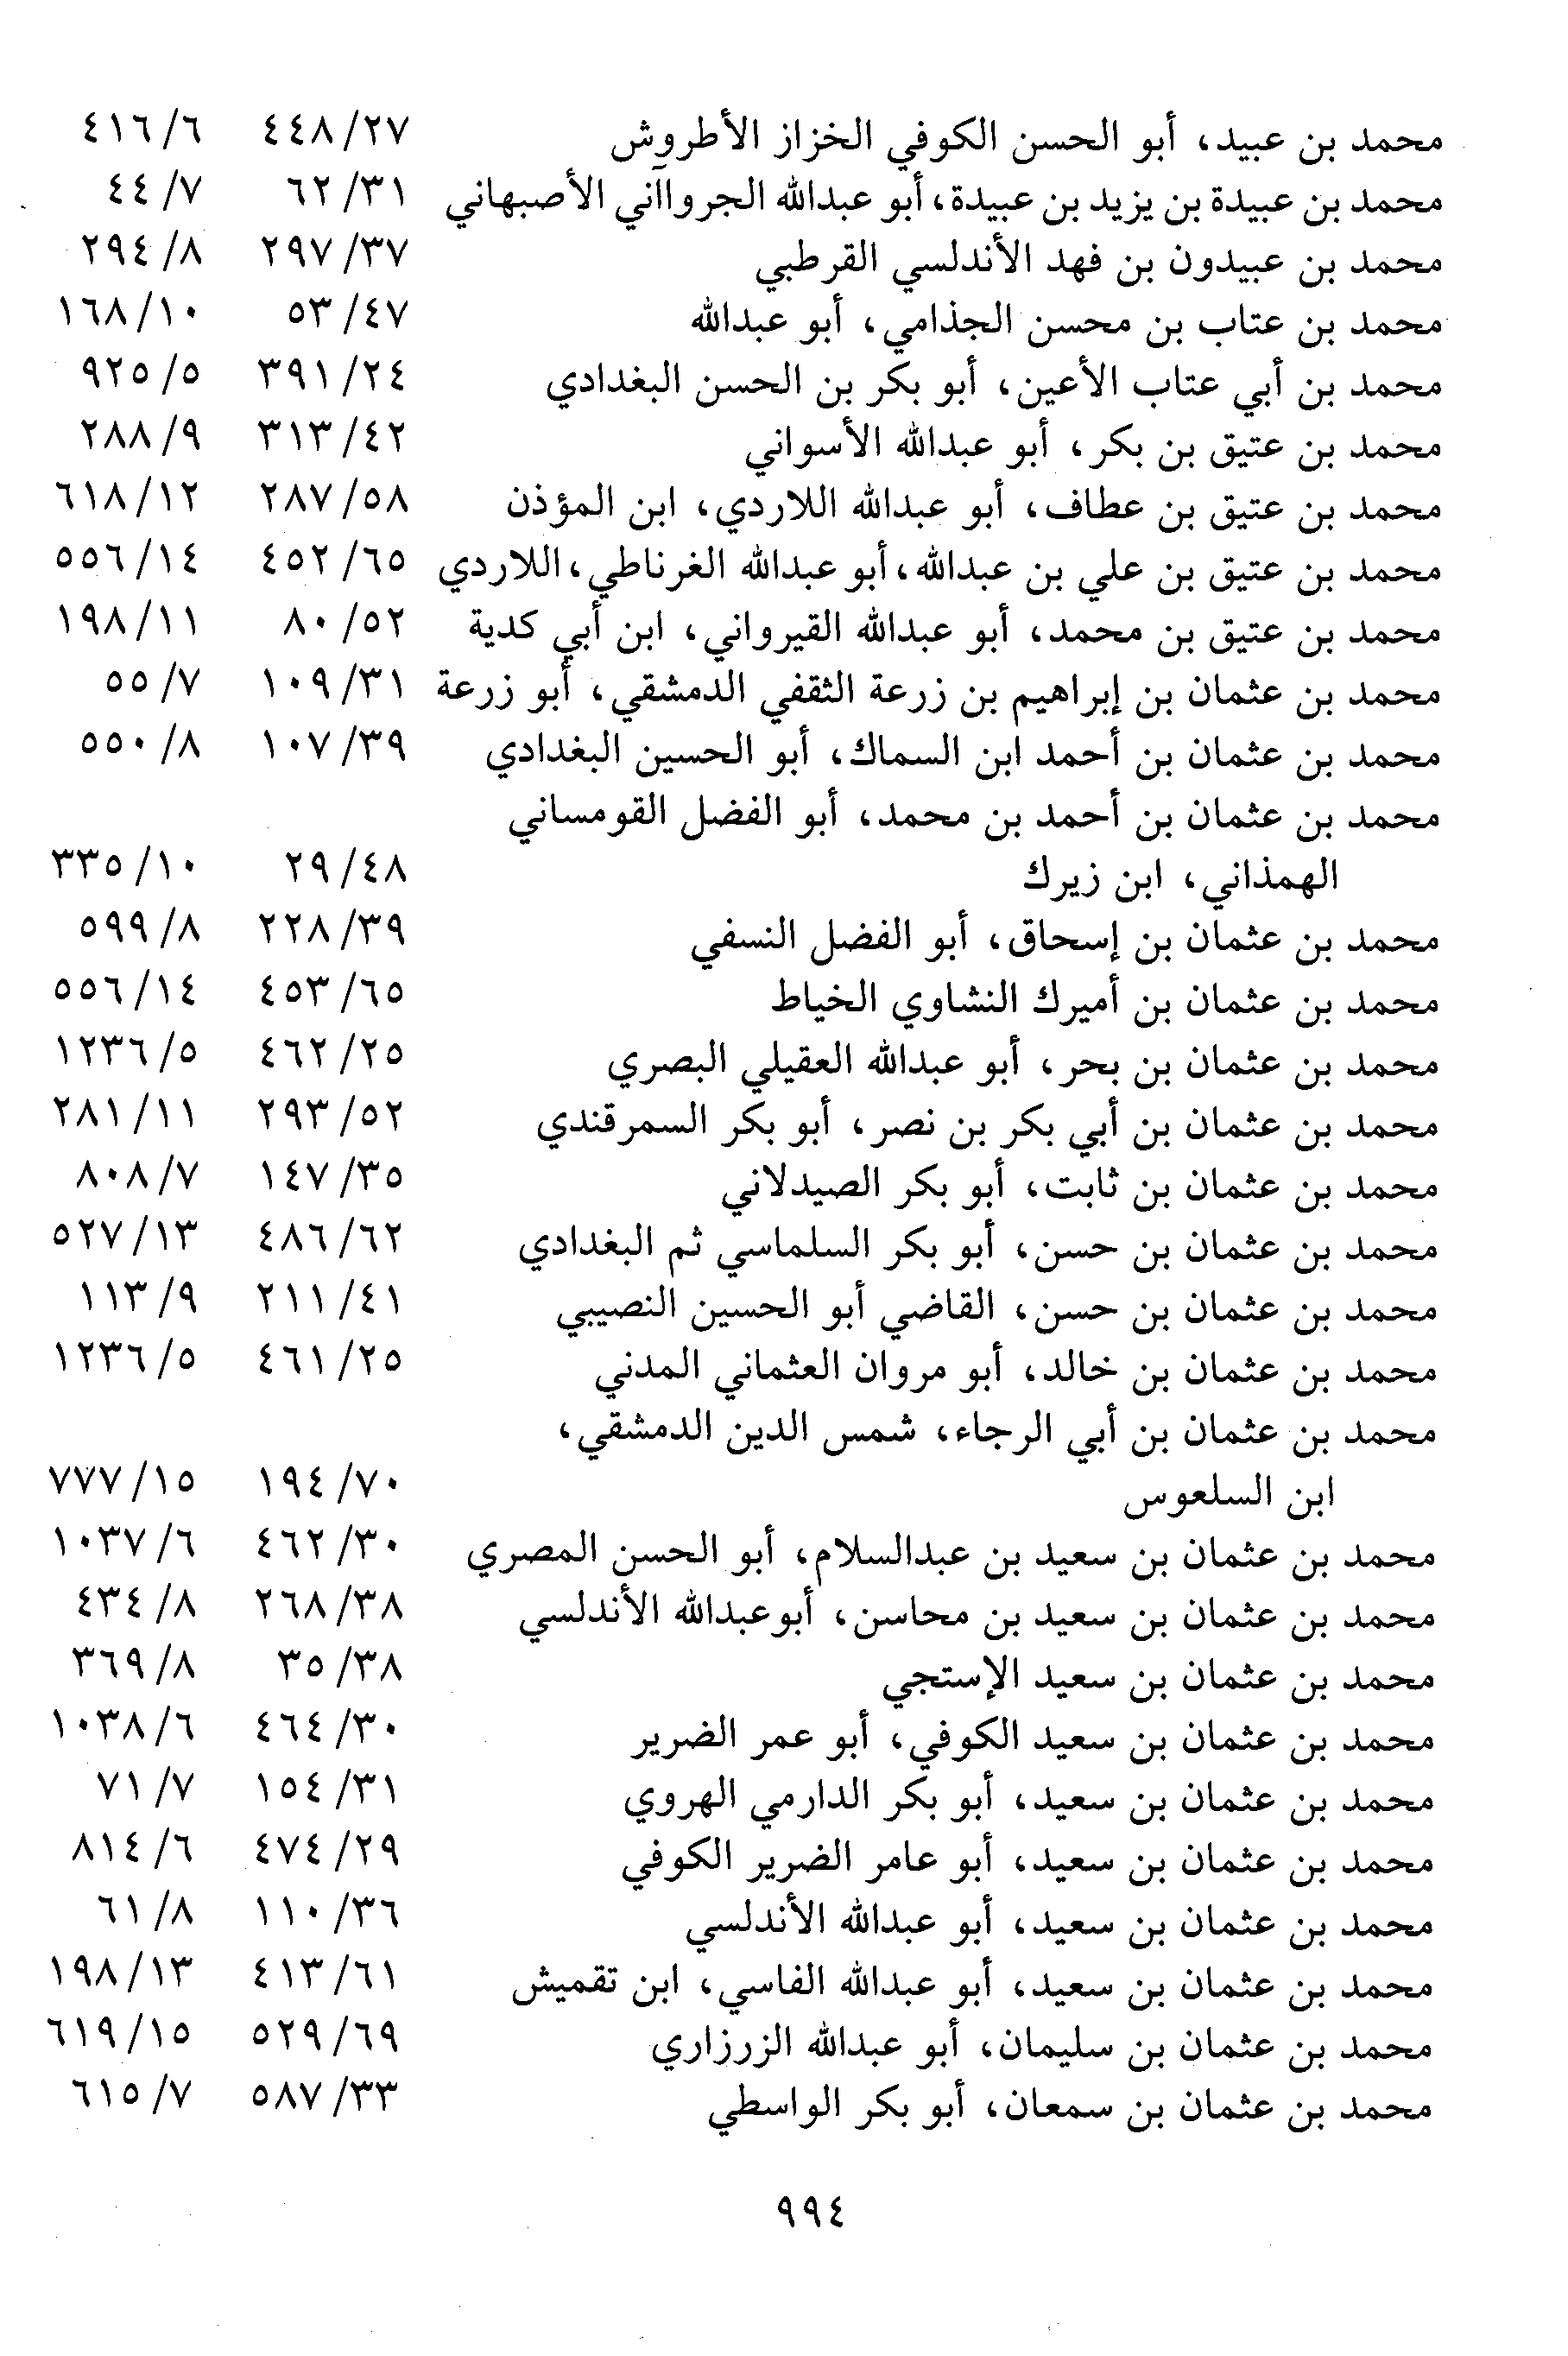 محمد بن عبيد، أبو الحسن الكوفي الخزاز الأطروش ٢٧/ ٤٤٨ ٦/ ٤١٦
محمد بن عبيدة بن يزيد بن عبيدة، أبو عبدالله الجرواآني الأصبهاني ٣١/ ٦٢ ٧/ ٤٤
محمد بن عبيدون بن فهد الأندلسي القرطبي ٣٧/ ٢٩٧ ٨/ ٢٩٤
محمد بن عتاب بن محسن الجذامي، أبو عبدالله ٤٧/ ٥٣ ١٠/ ١٦٨
محمد بن أبي عتاب الأعين، أبو بكر بن الحسن البغدادي ٢٤/ ٣٩١ ٥/ ٩٢٥
محمد بن عتيق بن بكر، أبو عبدالله الأسواني ٤٢/ ٣١٣ ٩/ ٢٨٨
محمد بن عتيق بن عطاف، أبو عبدالله اللاردي، ابن المؤذن ٥٨/ ٢٨٧ ١٢/ ٦١٨
محمد بن عتيق بن علي بن عبدالله، أبو عبدالله الغرناطي، اللاردي ٦٥/ ٤٥٢ ١٤/ ٥٥٦
محمد بن عتيق بن محمد، أبو عبدالله القيرواني، ابن أبي كدية ٥٢/ ٨٠ ١١/ ١٩٨
محمد بن عثمان بن إبراهيم بن زرعة الثقفي الدمشقي، أبو زرعة ٣١/ ١٠٩ ٧/ ٥٥
محمد بن عثمان بن أحمد ابن السماك، أبو الحسين البغدادي ٣٩/ ١٠٧ ٨/ ٥٥٠
محمد بن عثمان بن أحمد بن محمد، أبو الفضل القومساني
الهمذاني، ابن زيرك ٤٨/ ٢٩ ١٠/ ٣٣٥
محمد بن عثمان بن إسحاق، أبو الفضل النسفي ٣٩/ ٢٢٨ ٨/ ٥٩٩
محمد بن عثمان بن أميرك النشاوي الخياط ٦٥/ ٤٥٣ ١٤/ ٥٥٦
محمد بن عثمان بن بحر، أبو عبدالله العقيلي البصري ٢٥/ ٤٦٢ ٥/ ١٢٣٦
محمد بن عثمان بن أبي بكر بن نصر، أبو بكر السمرقندي ٥٢/ ٢٩٣ ١١/ ٢٨١
محمد بن عثمان بن ثابت، أبو بكر الصيدلاني ٣٥/ ١٤٧ ٧/ ٨٠٨
محمد بن عثمان بن حسن، أبو بكر السلماسي ثم البغدادي ٦٢/ ٤٨٦ ١٣/ ٥٢٧
محمد بن عثمان بن حسن، القاضي أبو الحسين النصيبي ٤١/ ٢١١ ٩/ ١١٣
محمد بن عثمان بن خالد، أبو مروان العثماني المدني ٢٥/ ٤٦١ ٥/ ١٢٣٦
محمد بن عثمان بن أبي الرجاء، شمس الدين الدمشقي،
ابن السلعوس ٧٠/ ١٩٤ ١٥/ ٧٧٧
محمد بن عثمان بن سعيد بن عبدالسلام، أبو الحسن المصري ٣٠/ ٤٦٢ ٦/ ١٠٣٧
محمد بن عثمان بن سعيد بن محاسن، أبوعبدالله الأندلسي ٣٨/ ٢٦٨ ٨/ ٤٣٤
محمد بن عثمان بن سعيد الإستجي ٣٨/ ٣٥ ٨/ ٣٦٩
محمد بن عثمان بن سعيد الكوفي، أبو عمر الضرير ٣٠/ ٤٦٤ ٦/ ١٠٣٨
محمد بن عثمان بن سعيد، أبو بكر الدارمي الهروي ٣١/ ١٥٤ ٧/ ٧١
محمد بن عثمان بن سعيد، أبو عامر الضرير الكوفي ٢٩/ ٤٧٤ ٦/ ٨١٤
محمد بن عثمان بن سعيد، أبو عبدالله الأندلسي ٣٦/ ١١٠ ٨/ ٦١
محمد بن عثمان بن سعيد، أبو عبدالله الفاسي، ابن تقميش ٦١/ ٤١٣ ١٣/ ١٩٨
محمد بن عثمان بن سليمان، أبو عبدالله الزرزاري ٦٩/ ٥٢٩ ١٥/ ٦١٩
محمد بن عثمان بن سمعان، أبو بكر الواسطي ٣٣/ ٥٨٧ ٧/ ٦١٥
٩٩٤